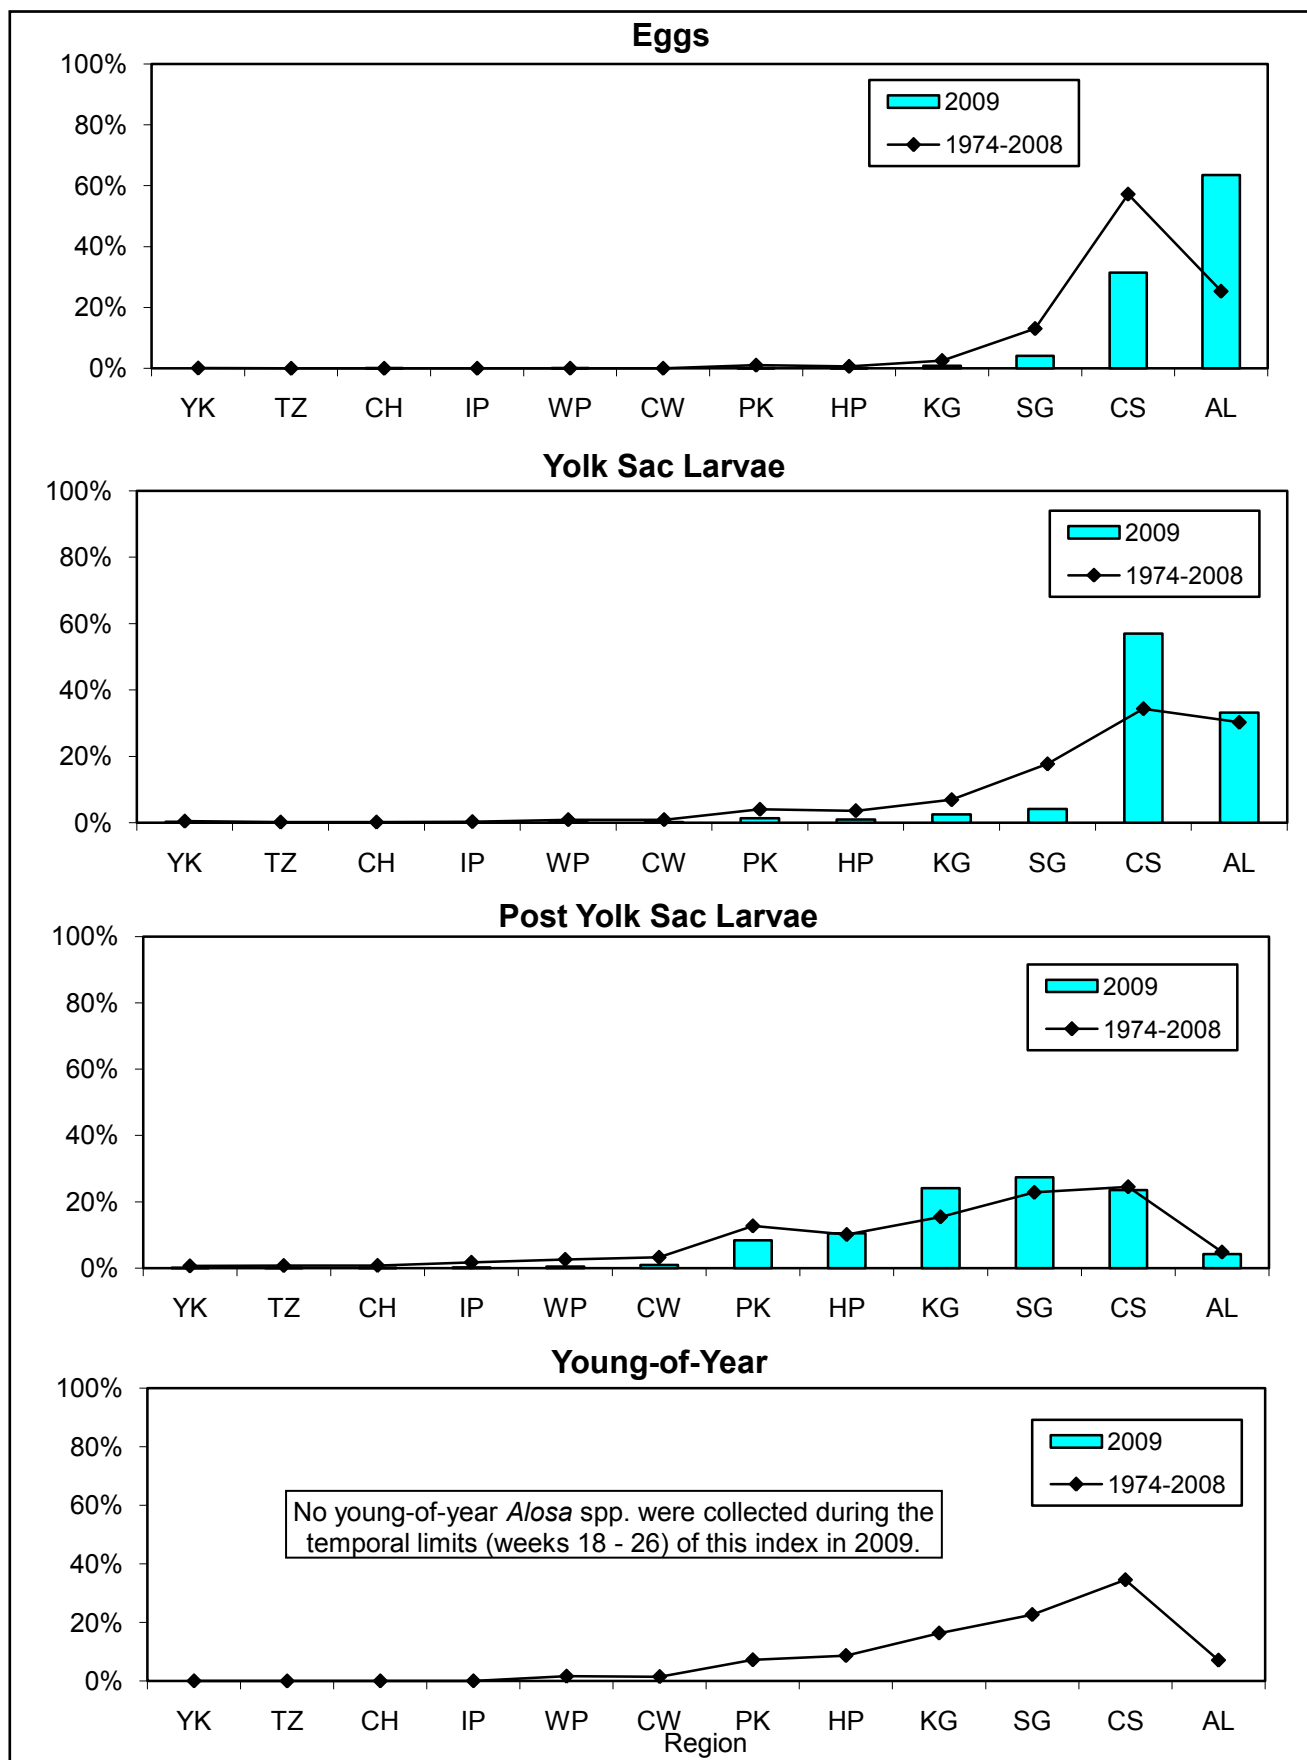 Eggs
100%
80%
60%
40%
20%
0%
2009
1974-2008
YK TZ CH IP WP CW PK HP KG SG CS AL
Yolk Sac Larvae
100%
80%
60%
40%
20%
0%
2009
1974-2008
YK TZ CH IP WP CW PK HP KG SG CS AL
Post Yolk Sac Larvae
100%
80%
60%
40%
20%
0%
2009
1974-2008
YK TZ CH IP WP CW PK HP KG SG CS AL
Young-of-Year
100%
80%
60%
40%
20%
0%
2009
1974-2008
No young-of-year Alosa spp. were collected during the
temporal limits (weeks 18 - 26) of this index in 2009.
YK TZ CH IP WP CW PK HP KG SG CS AL
Region